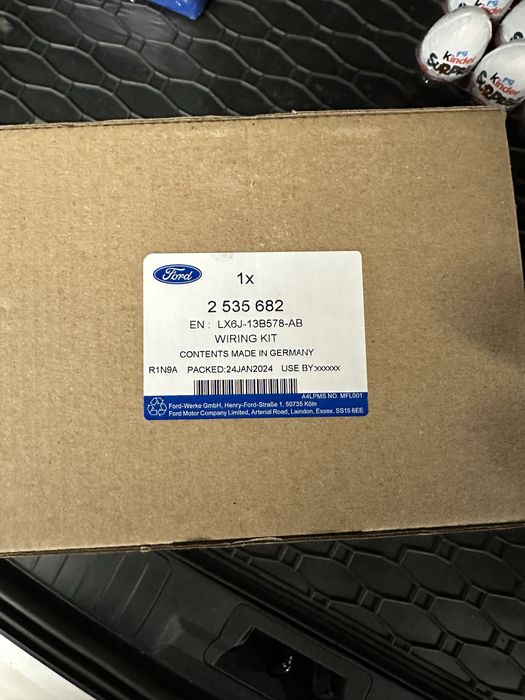 Kinder
SURPRISE
Kinder
Ford
1x
2 535 682
EN : LX6J-13B578-AB
WIRING KIT
CONTENTS MADE IN GERMANY
R1N9A PACKED:24JAN2024 USE BY:xxxxxx
A4LPMS NO. MFL001
Ford-Werke GmbH, Henry-Ford-Straße 1, 50735 Köln
Ford Motor Company Limited, Arterial Road, Laindon, Essex. SS15 6EE